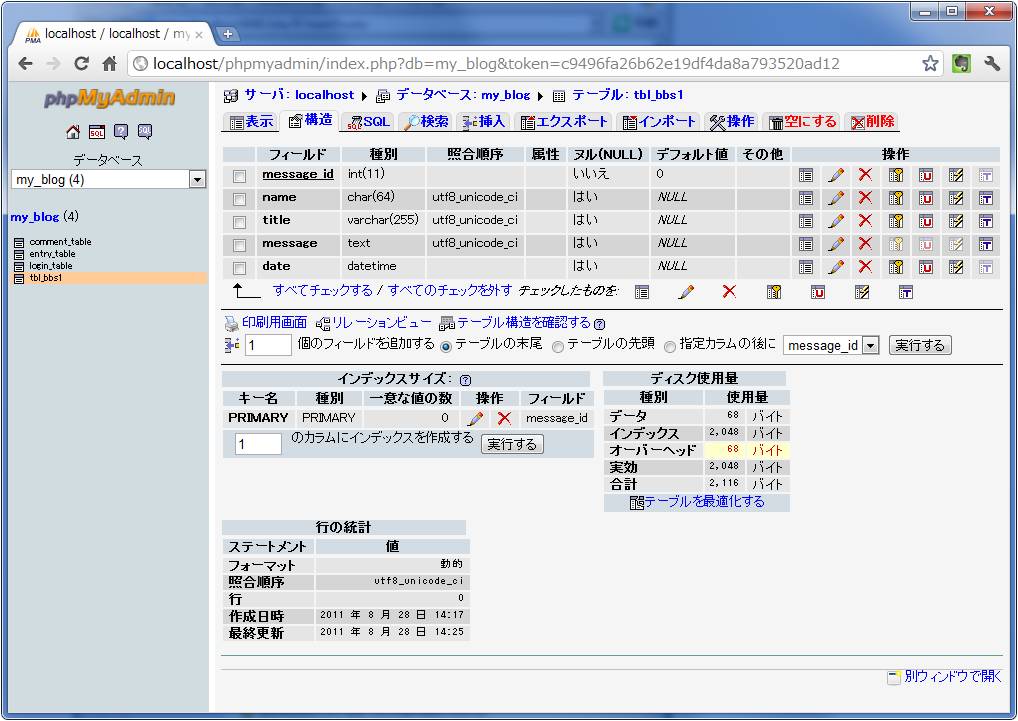 localhost / localhost / my
localhost/phpmyadmin/index.php?db=my_blog&token=c9496fa26b62e19df4da8a793520ad12
phpMyAdmin
データベース
my_blog (4)
my_blog (4)
comment_table
entry_table
login_table
tbl_bbs1
サーバ: localhost ▶ データベース: my_blog ▶ テーブル: tbl_bbs1
表示 構造 SQL 検索 挿入 エクスポート インポート 操作 空にする 削除
フィールド 種別 照合順序 属性 ヌル(NULL) デフォルト値 その他 操作
message_id int(11) いいえ 0
name char(64) utf8_unicode_ci はい NULL
title varchar(255) utf8_unicode_ci はい NULL
message text utf8_unicode_ci はい NULL
date datetime はい NULL
すべてチェックする / すべてのチェックを外す チェックしたものを:
印刷用画面 リレーションビュー テーブル構造を確認する
1 個のフィールドを追加する テーブルの末尾 テーブルの先頭 指定カラムの後に message_id 実行する
インデックスサイズ:
キー名 種別 一意な値の数 操作 フィールド
PRIMARY PRIMARY 0 message_id
1 のカラムにインデックスを作成する 実行する
ディスク使用量
種別 使用量
データ 68 バイト
インデックス 2,048 バイト
オーバーヘッド 68 バイト
実効 2,048 バイト
合計 2,116 バイト
テーブルを最適化する
行の統計
ステートメント 値
フォーマット 動的
照合順序 utf8_unicode_ci
行 0
作成日時 2011 年 8 月 28 日 14:17
最終更新 2011 年 8 月 28 日 14:25
別ウィンドウで開く